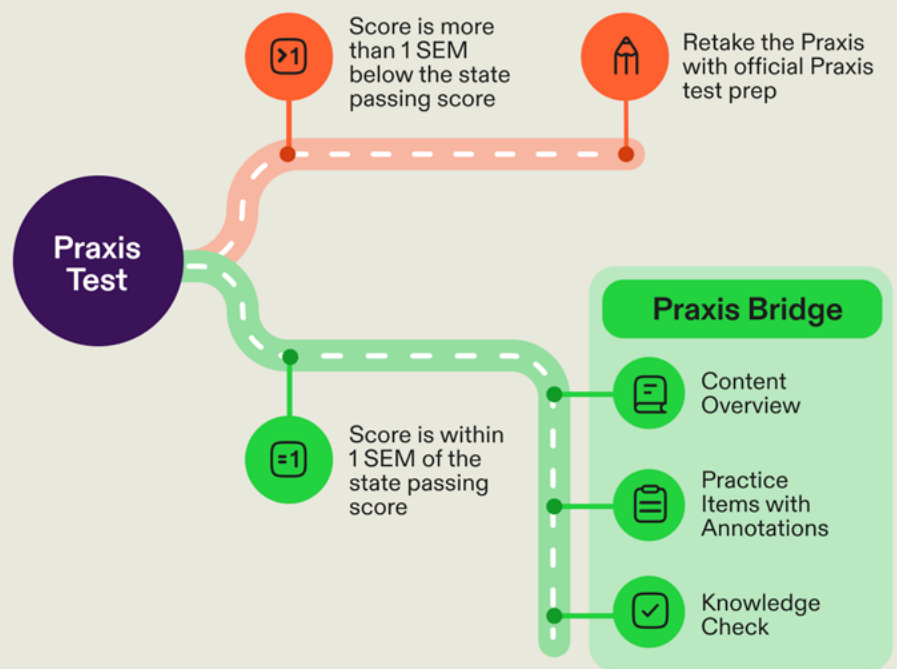 Praxis
Test
>1
Score is more
than 1 SEM
below the state
passing score
Retake the Praxis
with official Praxis
test prep
=1
Score is within
1 SEM of the
state passing
score
Praxis Bridge
Content
Overview
Practice
Items with
Annotations
Knowledge
Check